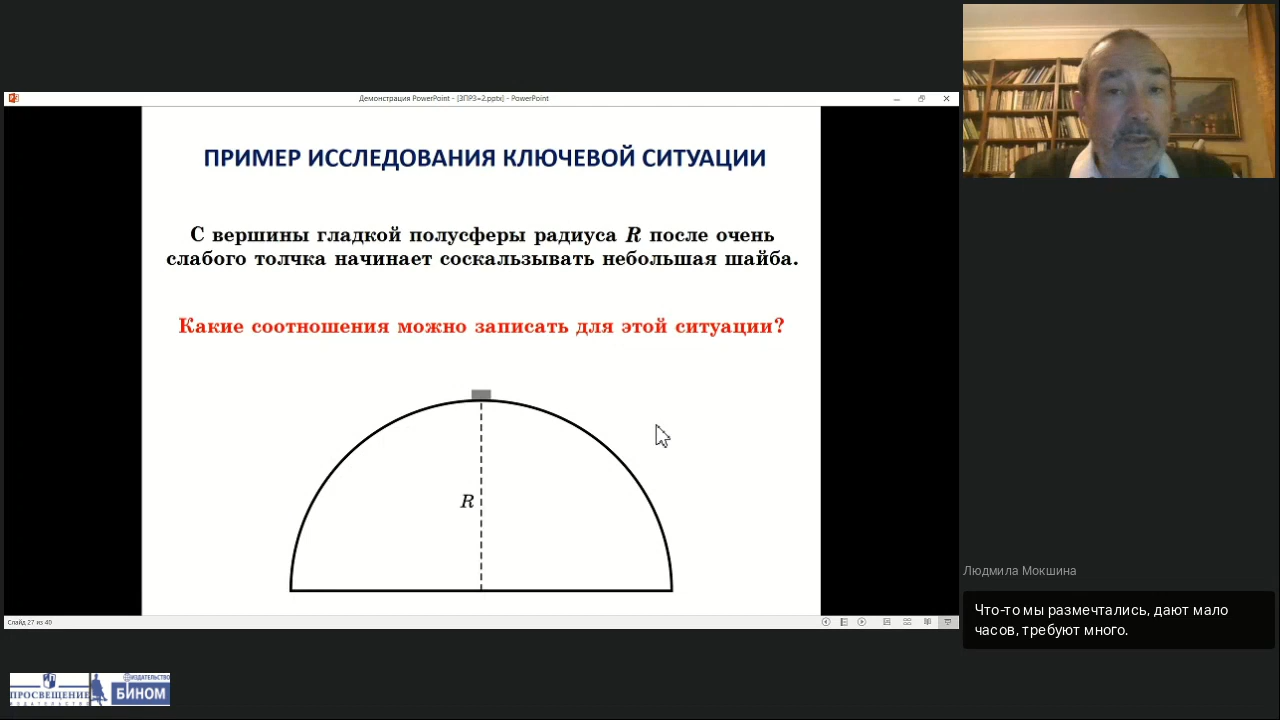 Демонстрация PowerPoint - [ЗПРЗ=2.pptx] - PowerPoint
ПРИМЕР ИССЛЕДОВАНИЯ КЛЮЧЕВОЙ СИТУАЦИИ
С вершины гладкой полусферы радиуса R после очень
слабого толчка начинает соскальзывать небольшая шайба.
Какие соотношения можно записать для этой ситуации?
R
Слайд 27 из 40
Людмила Мокшина
Что-то мы размечтались, дают мало
часов, требуют много.
ПРОСВЕЩЕНИЕ
ИЗДАТЕЛЬСТВО
ИЗДАТЕЛЬСТВО
БИНОМ